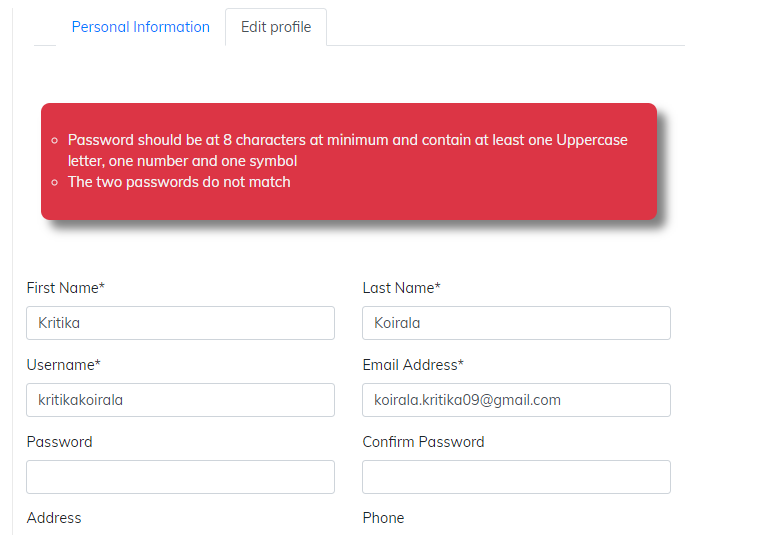 Personal Information Edit profile
Password should be at 8 characters at minimum and contain at least one Uppercase
letter, one number and one symbol
The two passwords do not match
First Name* Last Name*
Kritika Koirala
Username* Email Address*
kritikakoirala koirala.kritika09@gmail.com
Password Confirm Password
Address Phone